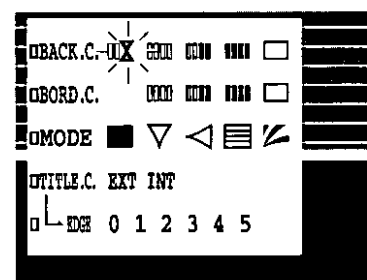 BACK.C.
BORD.C.
MODE
TITLE.C. EXT INT
EDGE 0 1 2 3 4 5